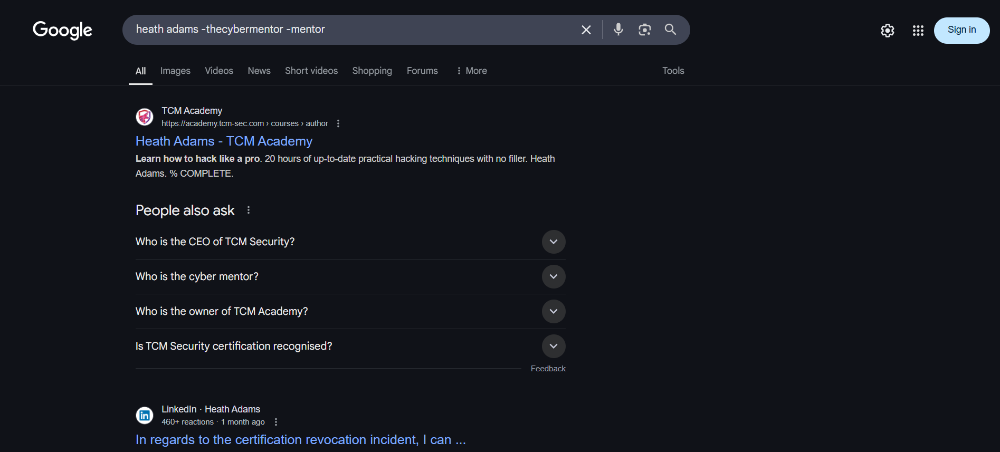 Google
heath adams -thecybermentor -mentor
Sign in
All Images Videos News Short videos Shopping Forums More Tools
TCM Academy
https://academy.tcm-sec.com › courses › author
Heath Adams - TCM Academy
Learn how to hack like a pro. 20 hours of up-to-date practical hacking techniques with no filler. Heath
Adams. % COMPLETE.
People also ask
Who is the CEO of TCM Security?
Who is the cyber mentor?
Who is the owner of TCM Academy?
Is TCM Security certification recognised?
Feedback
in
LinkedIn · Heath Adams
460+ reactions · 1 month ago
In regards to the certification revocation incident, I can ...